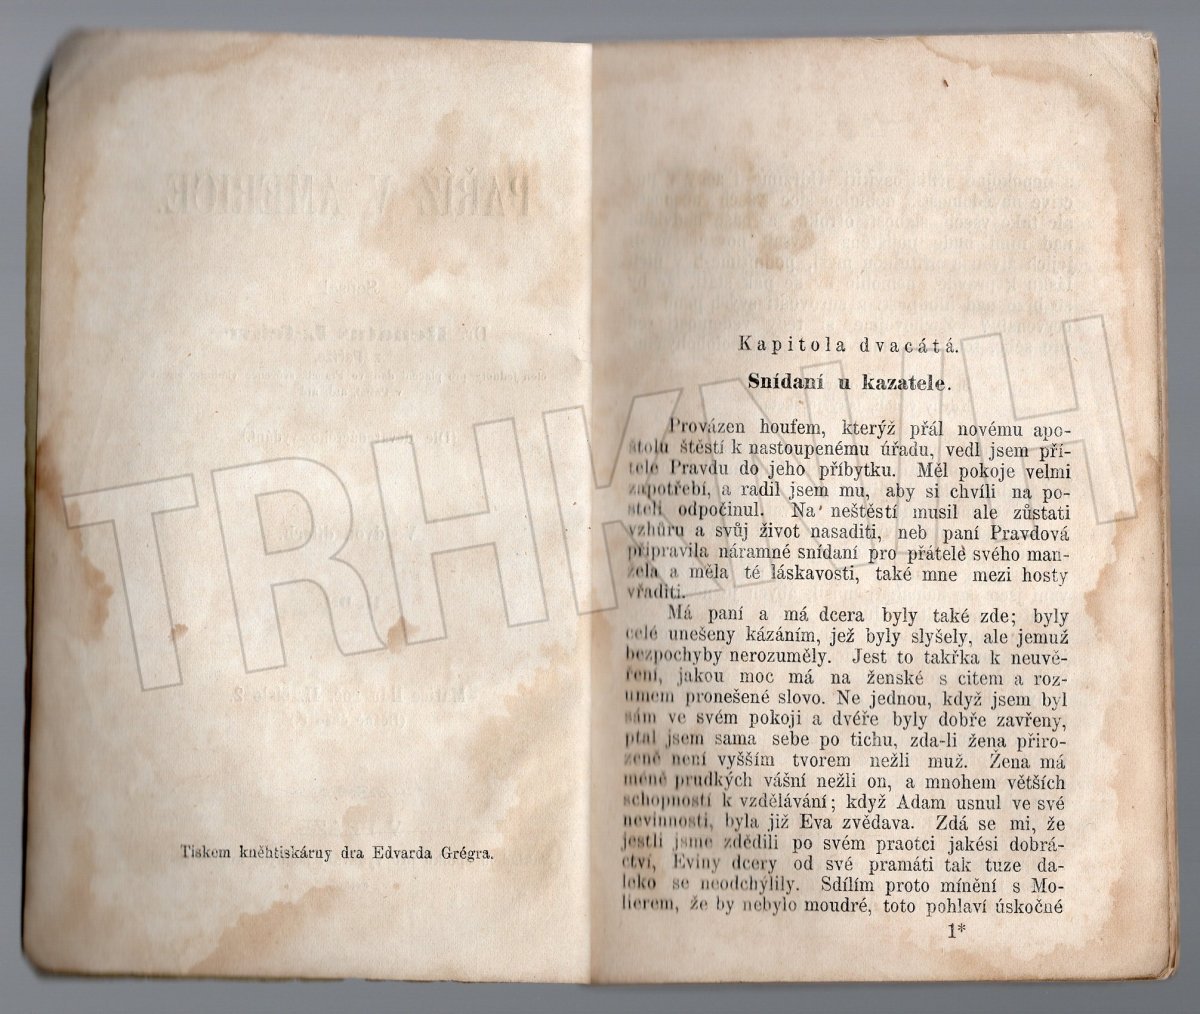 Tiskem kněhtiskárny dra Edvarda Grégra.
Kapitola dvacátá.
Snídaní u kazatele.
Provázen houfem, kterýž přál novému apo-
štolu štěstí k nastoupenému úřadu, vedl jsem pří-
tele Pravdu do jeho příbytku. Měl pokoje velmi
zapotřebí, a radil jsem mu, aby si chvíli na po-
steli odpočinul. Na neštěstí musil ale zůstati
vzhůru a svůj život nasaditi, neb paní Pravdová
připravila náramné snídaní pro přátele svého man-
žela a měla té láskavosti, také mne mezi hosty
vřaditi.
Má paní a má dcera byly také zde; byly
celé unešeny kázáním, jež byly slyšely, ale jemuž
bezpochyby nerozuměly. Jest to takřka k neuvě-
ření, jakou moc má na ženské s citem a roz-
umem pronešené slovo. Ne jednou, když jsem byl
sám ve svém pokoji a dvéře byly dobře zavřeny,
ptal jsem sama sebe po tichu, zda-li žena přiro-
zeně není vyšším tvorem nežli muž. Žena má
méně prudkých vášní nežli on, a mnohem větších
schopností k vzdělávání; když Adam usnul ve své
nevinnosti, byla již Eva zvědava. Zdá se mi, že
jestli jsme zdědili po svém praotci jakési dobrá-
ctví, Eviny dcery od své pramáti tak tuze da-
leko se neodchýlily. Sdílím proto mínění s Mo-
lierem, že by nebylo moudré, toto pohlaví úskočné
1*
TRHKNIH